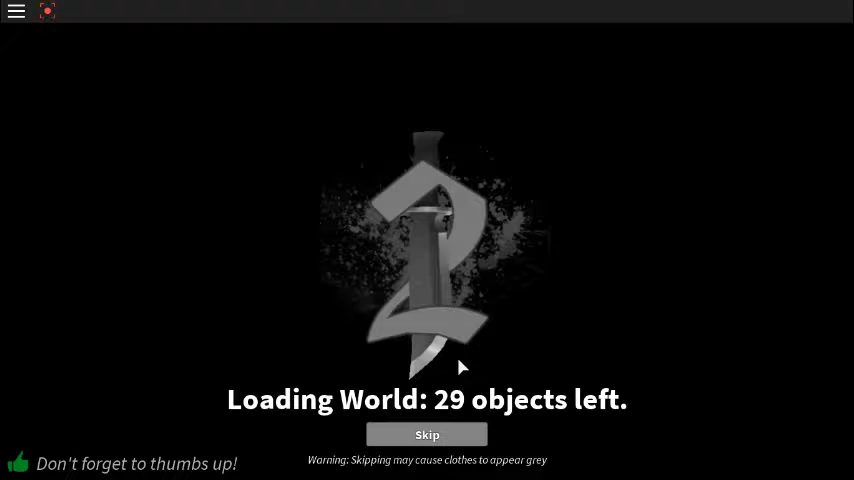 2
Loading World: 29 objects left.
Skip
Warning: Skipping may cause clothes to appear grey
Don't forget to thumbs up!